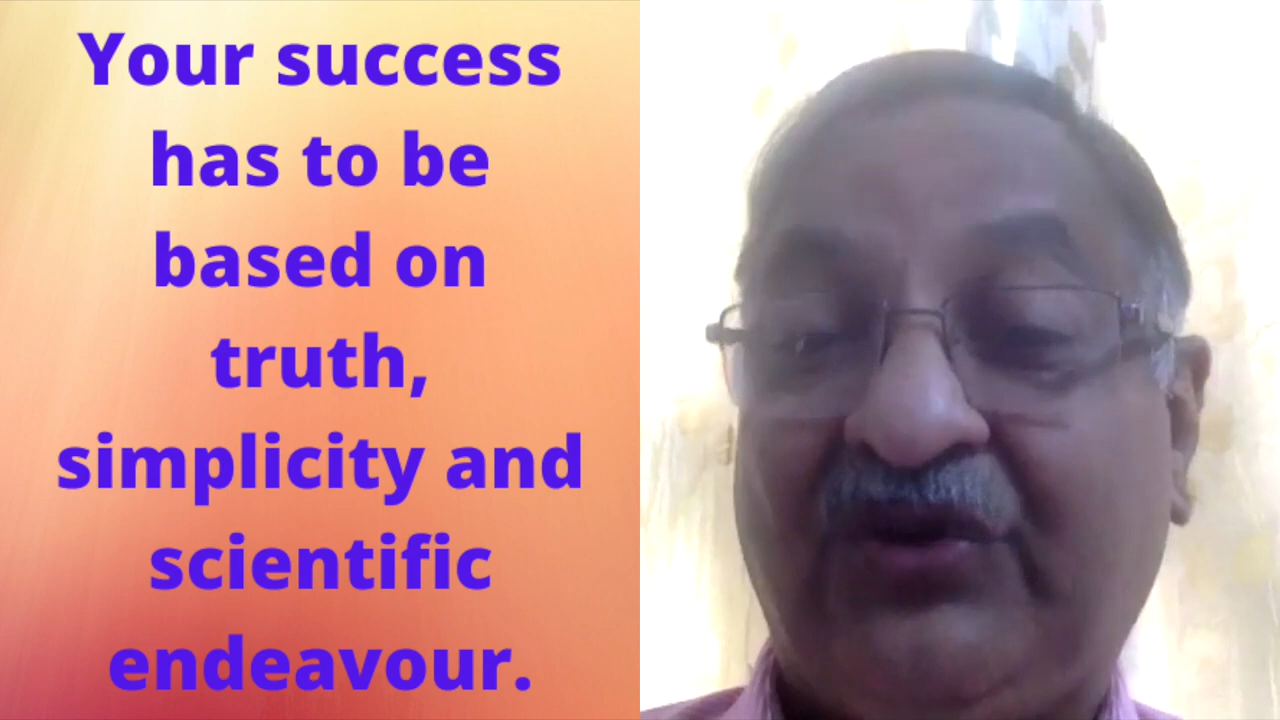 Your success
has to be
based on
truth,
simplicity and
scientific
endeavour.